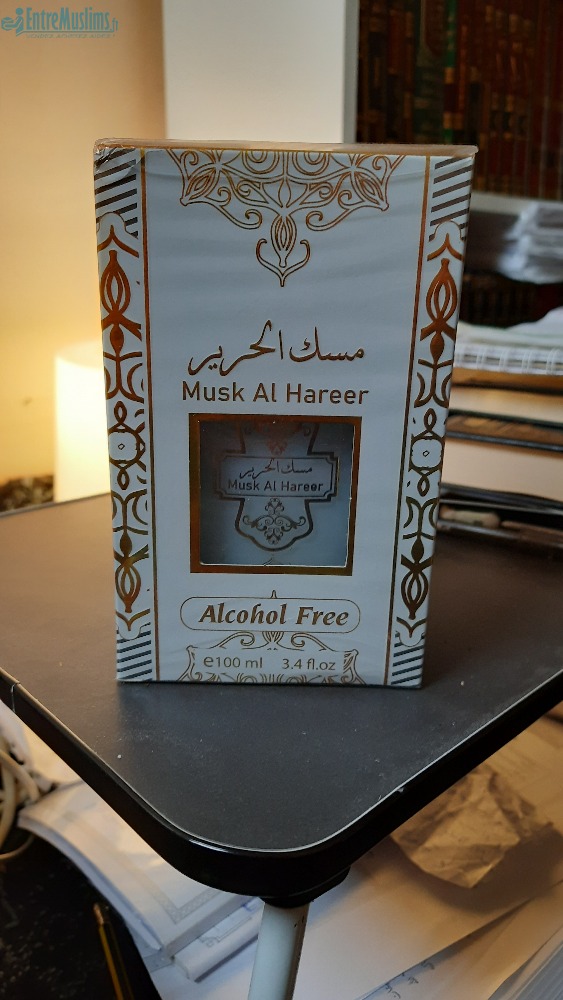 EntreMuslims.fr
مسك الحرير
Musk Al Hareer
مسك الحرير
Musk Al Hareer
Alcohol Free
e100 ml 3.4 fl.oz